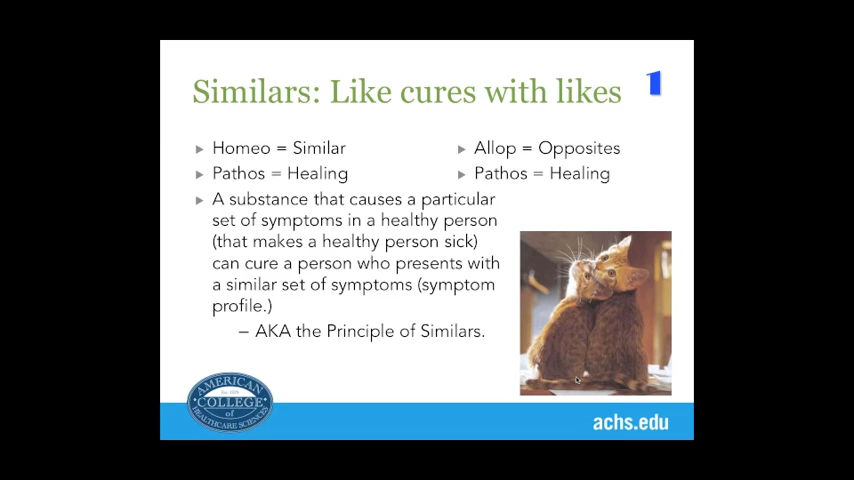 Similars: Like cures with likes
1
Homeo = Similar
Pathos = Healing
A substance that causes a particular
set of symptoms in a healthy person
(that makes a healthy person sick)
can cure a person who presents with
a similar set of symptoms (symptom
profile.)
– AKA the Principle of Similars.
Allop = Opposites
Pathos = Healing
AMERICAN
COLLEGE
of
HEALTHCARE SCIENCES
achs.edu